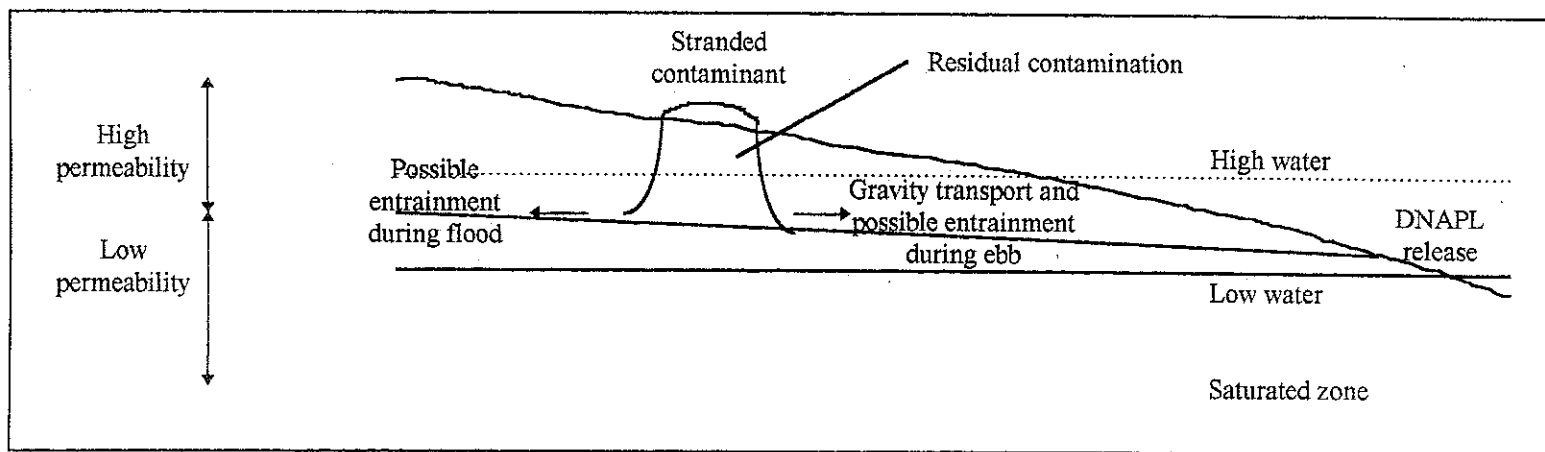 Stranded
contaminant
Residual contamination
High
permeability
High water
Possible
entrainment
during flood
Gravity transport and
possible entrainment
during ebb
DNAPL
release
Low
permeability
Low water
Saturated zone